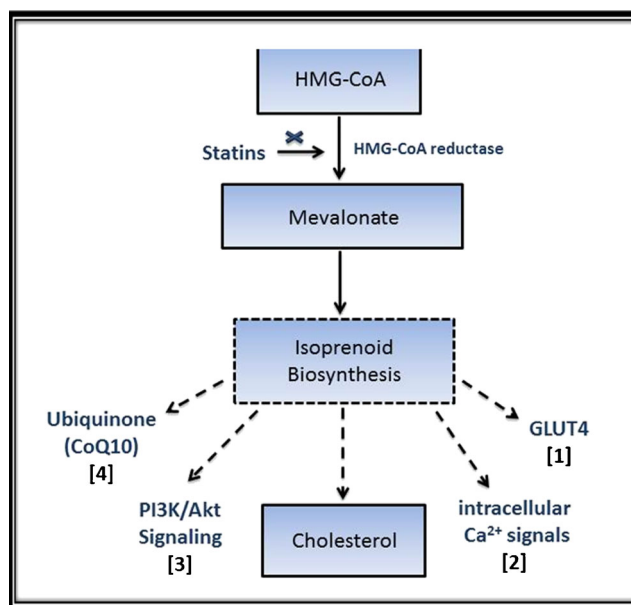 HMG-CoA
Statins
HMG-CoA reductase
Mevalonate
Isoprenoid
Biosynthesis
Ubiquinone
(CoQ10)
[4]
GLUT4
[1]
PI3K/Akt
Signaling
[3]
Cholesterol
intracellular
Ca²⁺ signals
[2]